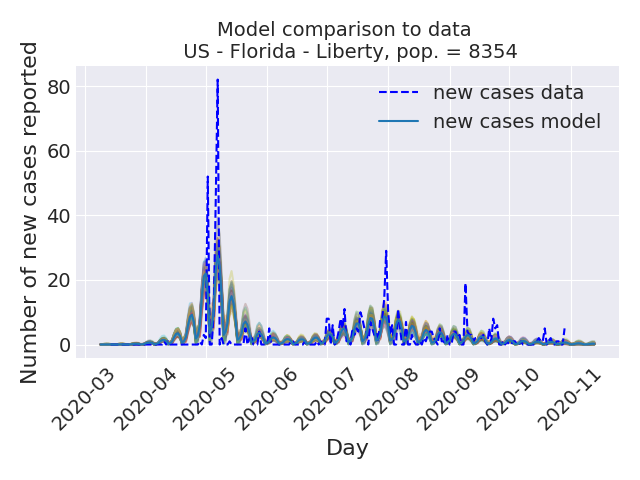 Model comparison to data
US - Florida - Liberty, pop. = 8354
Number of new cases reported
80
60
40
20
0
new cases data
new cases model
2020-03
2020-04
2020-05
2020-06
2020-07
2020-08
2020-09
2020-10
2020-11
Day